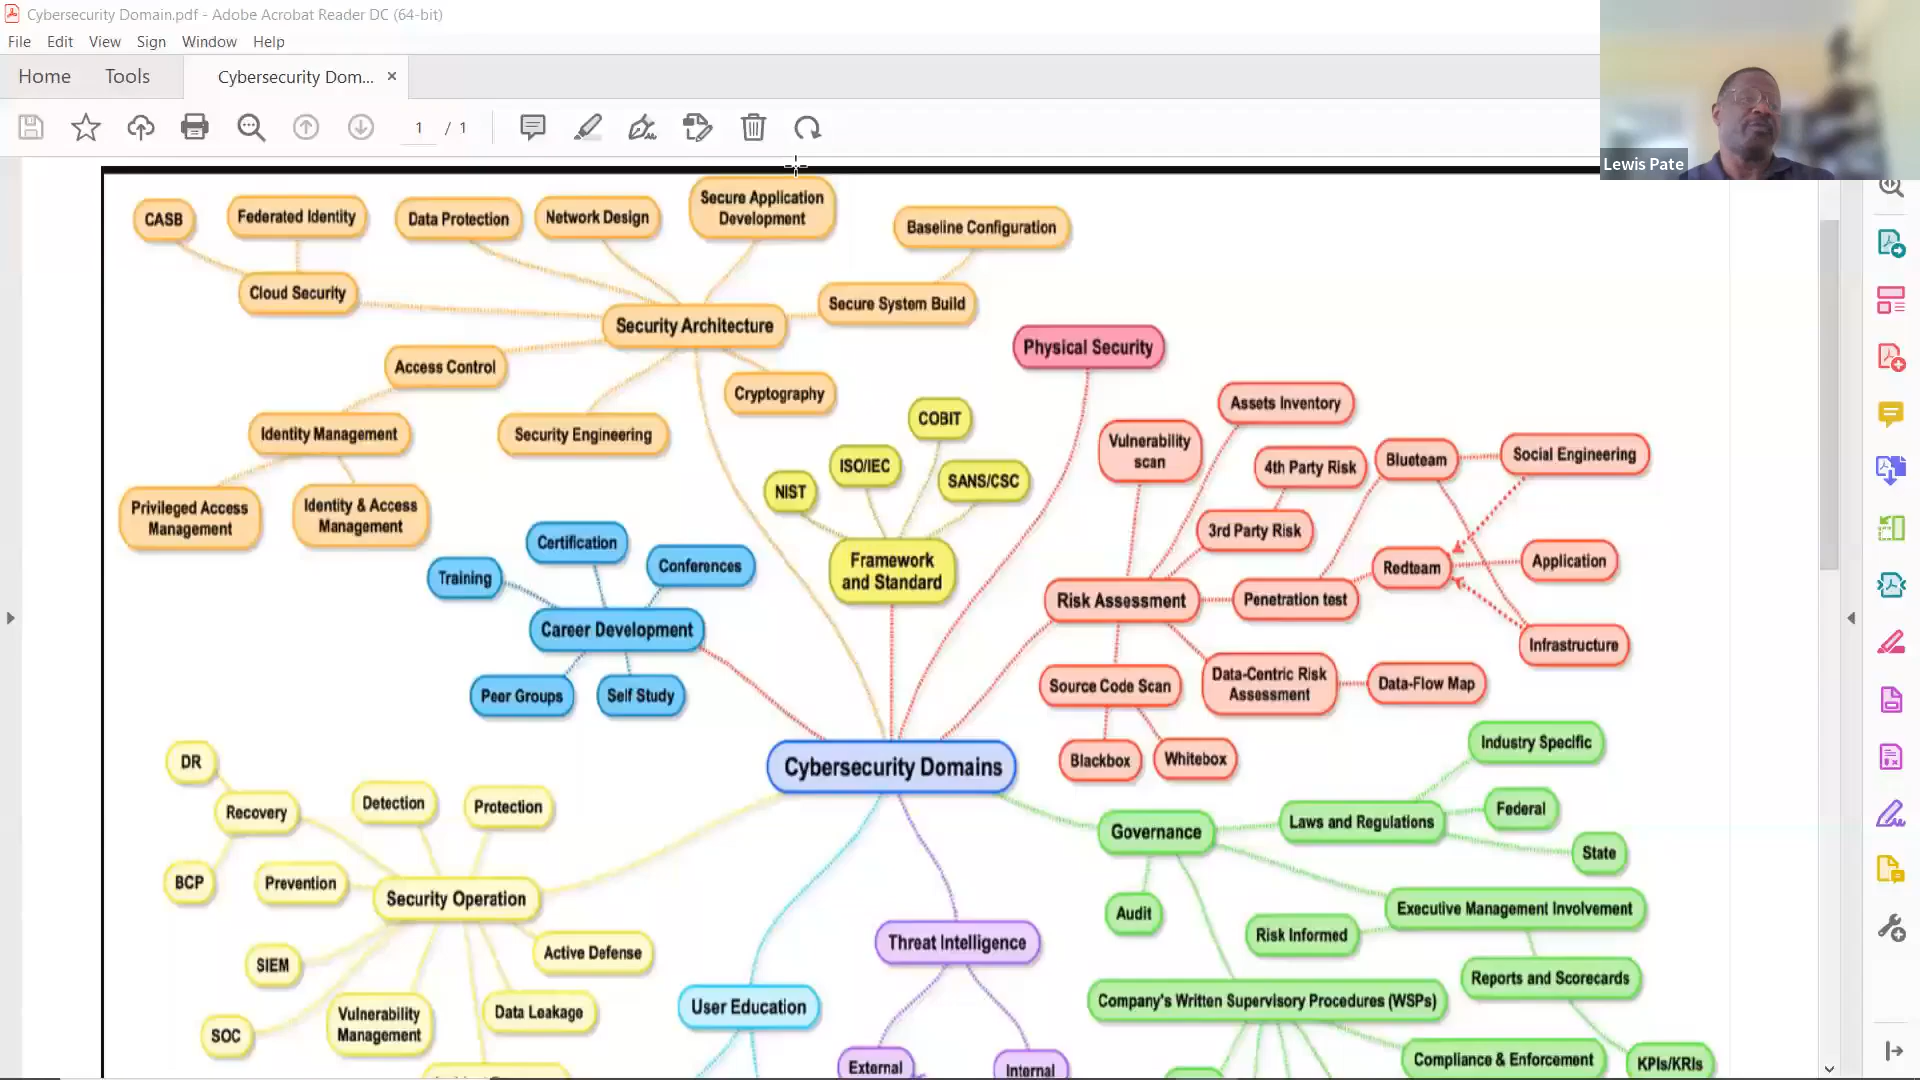 Cybersecurity Domain.pdf - Adobe Acrobat Reader DC (64-bit)
File Edit View Sign Window Help
Home Tools Cybersecurity Dom... ×
1 / 1
Lewis Pate
CASB
Federated Identity
Data Protection
Network Design
Secure Application
Development
Baseline Configuration
Cloud Security
Secure System Build
Security Architecture
Physical Security
Access Control
Cryptography
Identity Management
Security Engineering
Privileged Access
Management
Identity & Access
Management
COBIT
ISO/IEC
NIST
SANS/CSC
Framework
and Standard
Assets Inventory
Vulnerability
scan
4th Party Risk
Blueteam
Social Engineering
3rd Party Risk
Redteam
Application
Risk Assessment
Penetration test
Infrastructure
Source Code Scan
Data-Centric Risk
Assessment
Data-Flow Map
Blackbox
Whitebox
Certification
Training
Conferences
Career Development
Peer Groups
Self Study
Cybersecurity Domains
DR
Recovery
Detection
Protection
BCP
Prevention
Security Operation
SIEM
Active Defense
SOC
Vulnerability
Management
Data Leakage
User Education
Threat Intelligence
External
Internal
Industry Specific
Governance
Laws and Regulations
Federal
State
Audit
Executive Management Involvement
Risk Informed
Reports and Scorecards
Company's Written Supervisory Procedures (WSPs)
Compliance & Enforcement
KPIs/KRIs